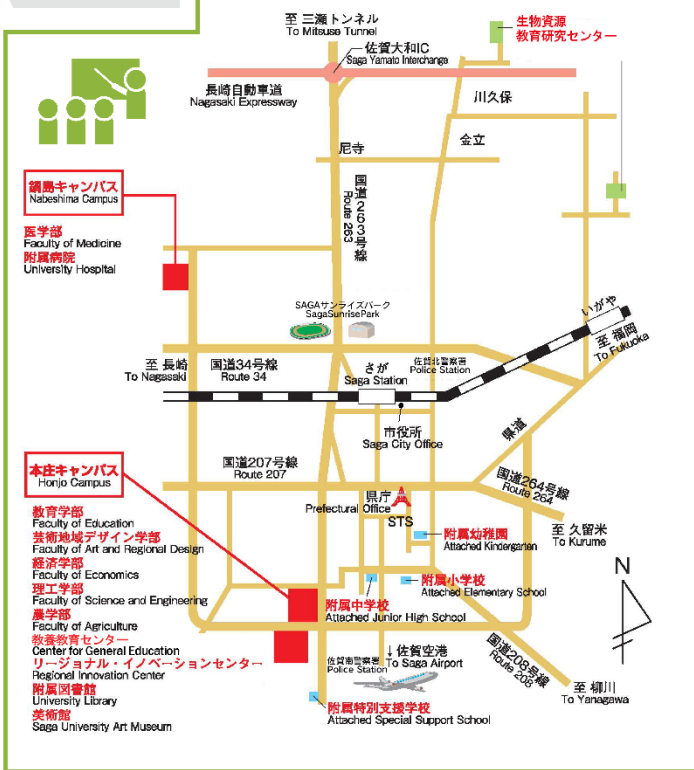 至 三瀬トンネル
To Mitsuse Tunnel
生物資源
教育研究センター
佐賀大和IC
Saga Yamato Interchange
長崎自動車道
Nagasaki Expressway
川久保
金立
尼寺
国道263号線
Route 263
鍋島キャンパス
Nabeshima Campus
医学部
Faculty of Medicine
附属病院
University Hospital
SAGAサンライズパーク
SagaSunrisePark
いがや
至 福岡
To Fukuoka
至 長崎
To Nagasaki
国道34号線
Route 34
さが
Saga Station
佐賀北警察署
Police Station
市役所
Saga City Office
県道
国道207号線
Route 207
国道264号線
Route 264
県庁
Prefectural Office
STS
至 久留米
To Kurume
本庄キャンパス
Honjo Campus
教育学部
Faculty of Education
芸術地域デザイン学部
Faculty of Art and Regional Design
経済学部
Faculty of Economics
理工学部
Faculty of Science and Engineering
農学部
Faculty of Agriculture
教養教育センター
Center for General Education
リージョナル・イノベーションセンター
Regional Innovation Center
附属図書館
University Library
美術館
Saga University Art Museum
附属幼稚園
Attached Kindergarten
附属小学校
Attached Elementary School
附属中学校
Attached Junior High School
N
佐賀南警察署
Police Station
↓佐賀空港
To Saga Airport
国道208号線
Route 208
至 柳川
To Yanagawa
附属特別支援学校
Attached Special Support School